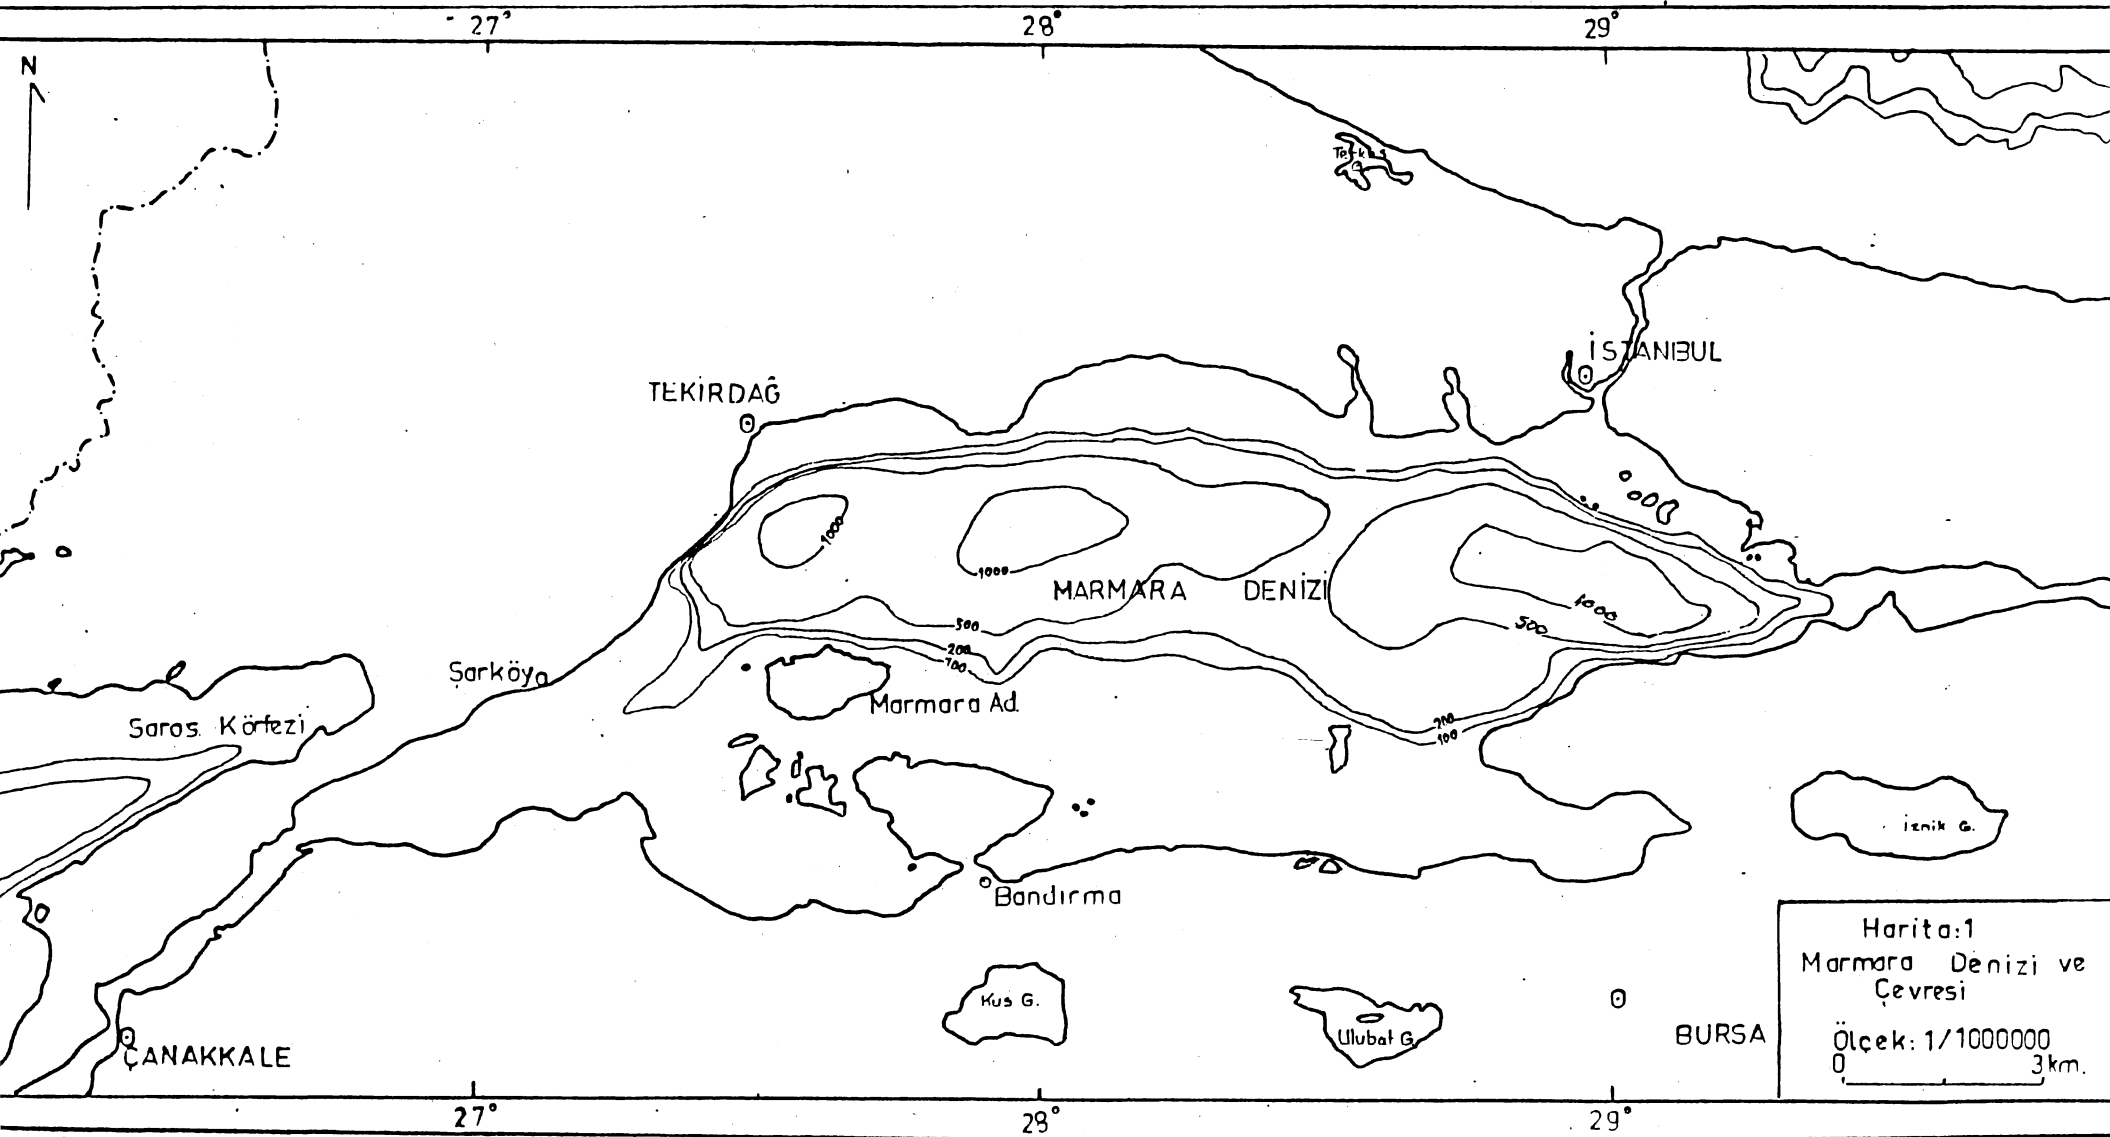 27°
28°
29°
N
Terkos
İSTANBUL
TEKİRDAĞ
1000
1000
MARMARA DENİZİ
1000
500
500
200
100
Şarköy
Marmara Ad.
Saros Körfezi
200
100
İznik G.
Bandırma
Kuş G.
Ulubat G.
BURSA
ÇANAKKALE
Harita:1
Marmara Denizi ve
Çevresi
Ölçek: 1/1000000
0 3km.
27°
28°
29°